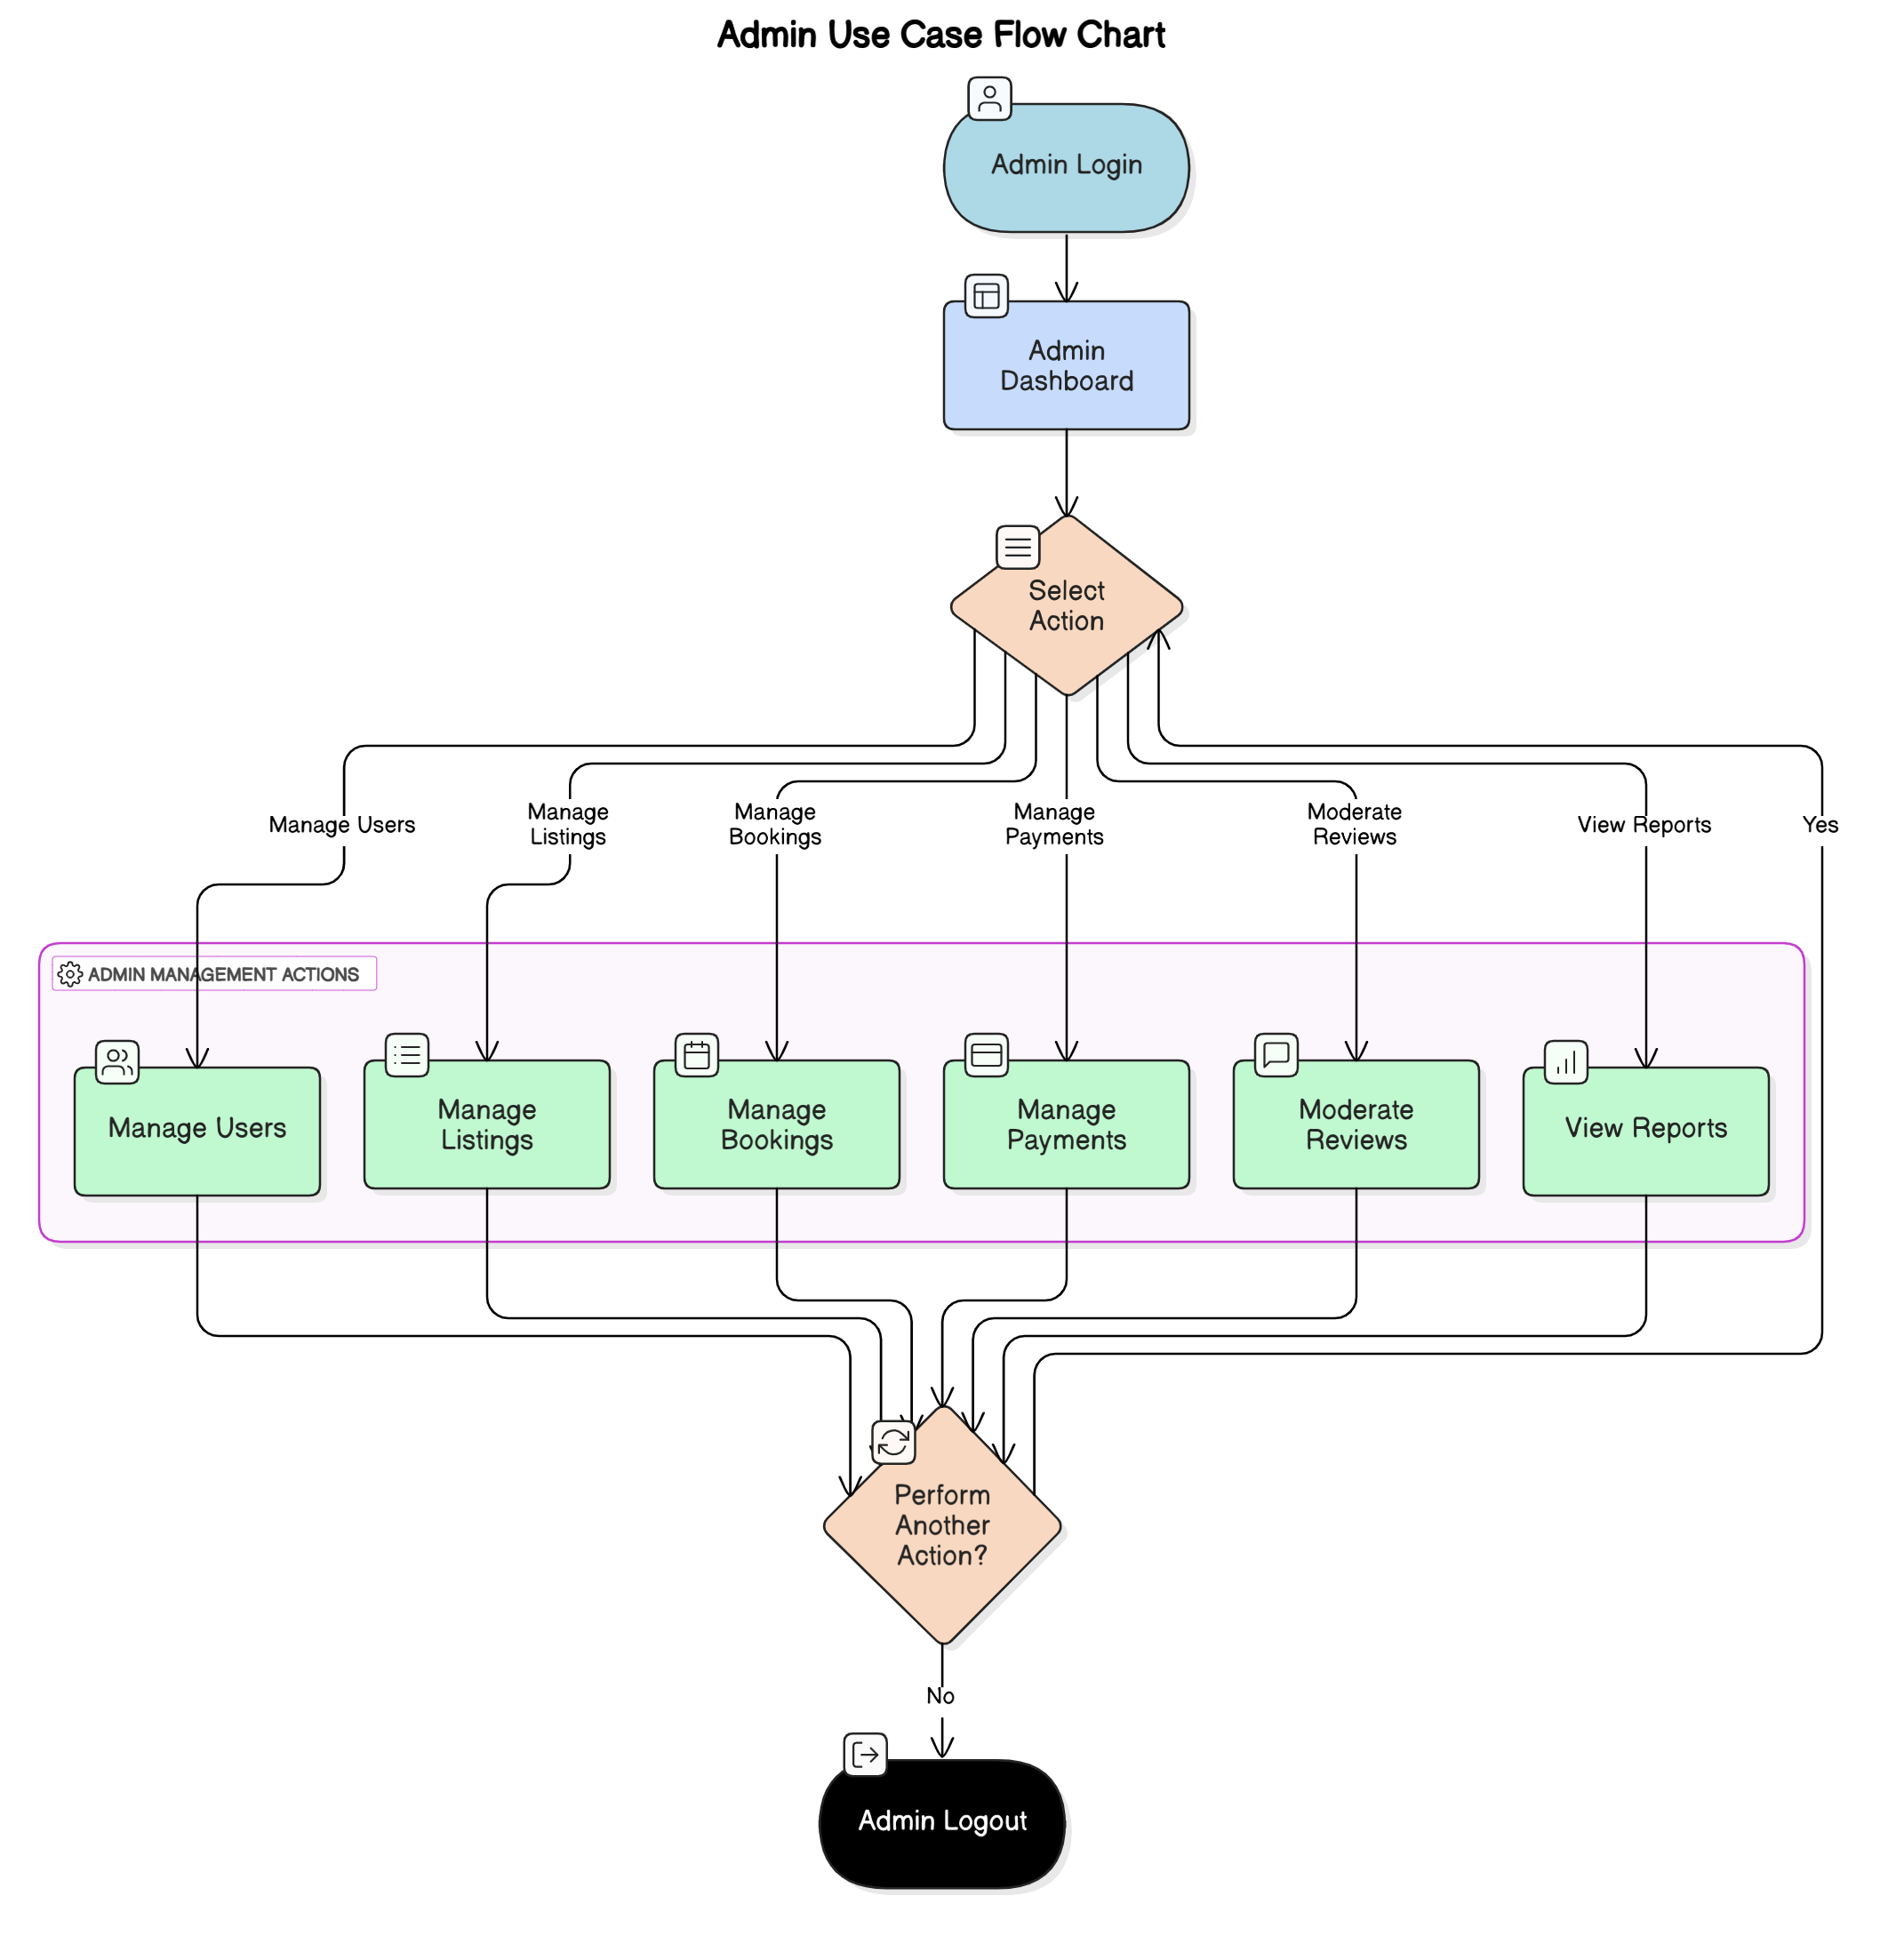 Admin Use Case Flow Chart
Admin Login
Admin
Dashboard
Select
Action
Manage Users
Manage
Listings
Manage
Bookings
Manage
Payments
Moderate
Reviews
View Reports
Yes
ADMIN MANAGEMENT ACTIONS
Manage Users
Manage
Listings
Manage
Bookings
Manage
Payments
Moderate
Reviews
View Reports
Perform
Another
Action?
No
Admin Logout